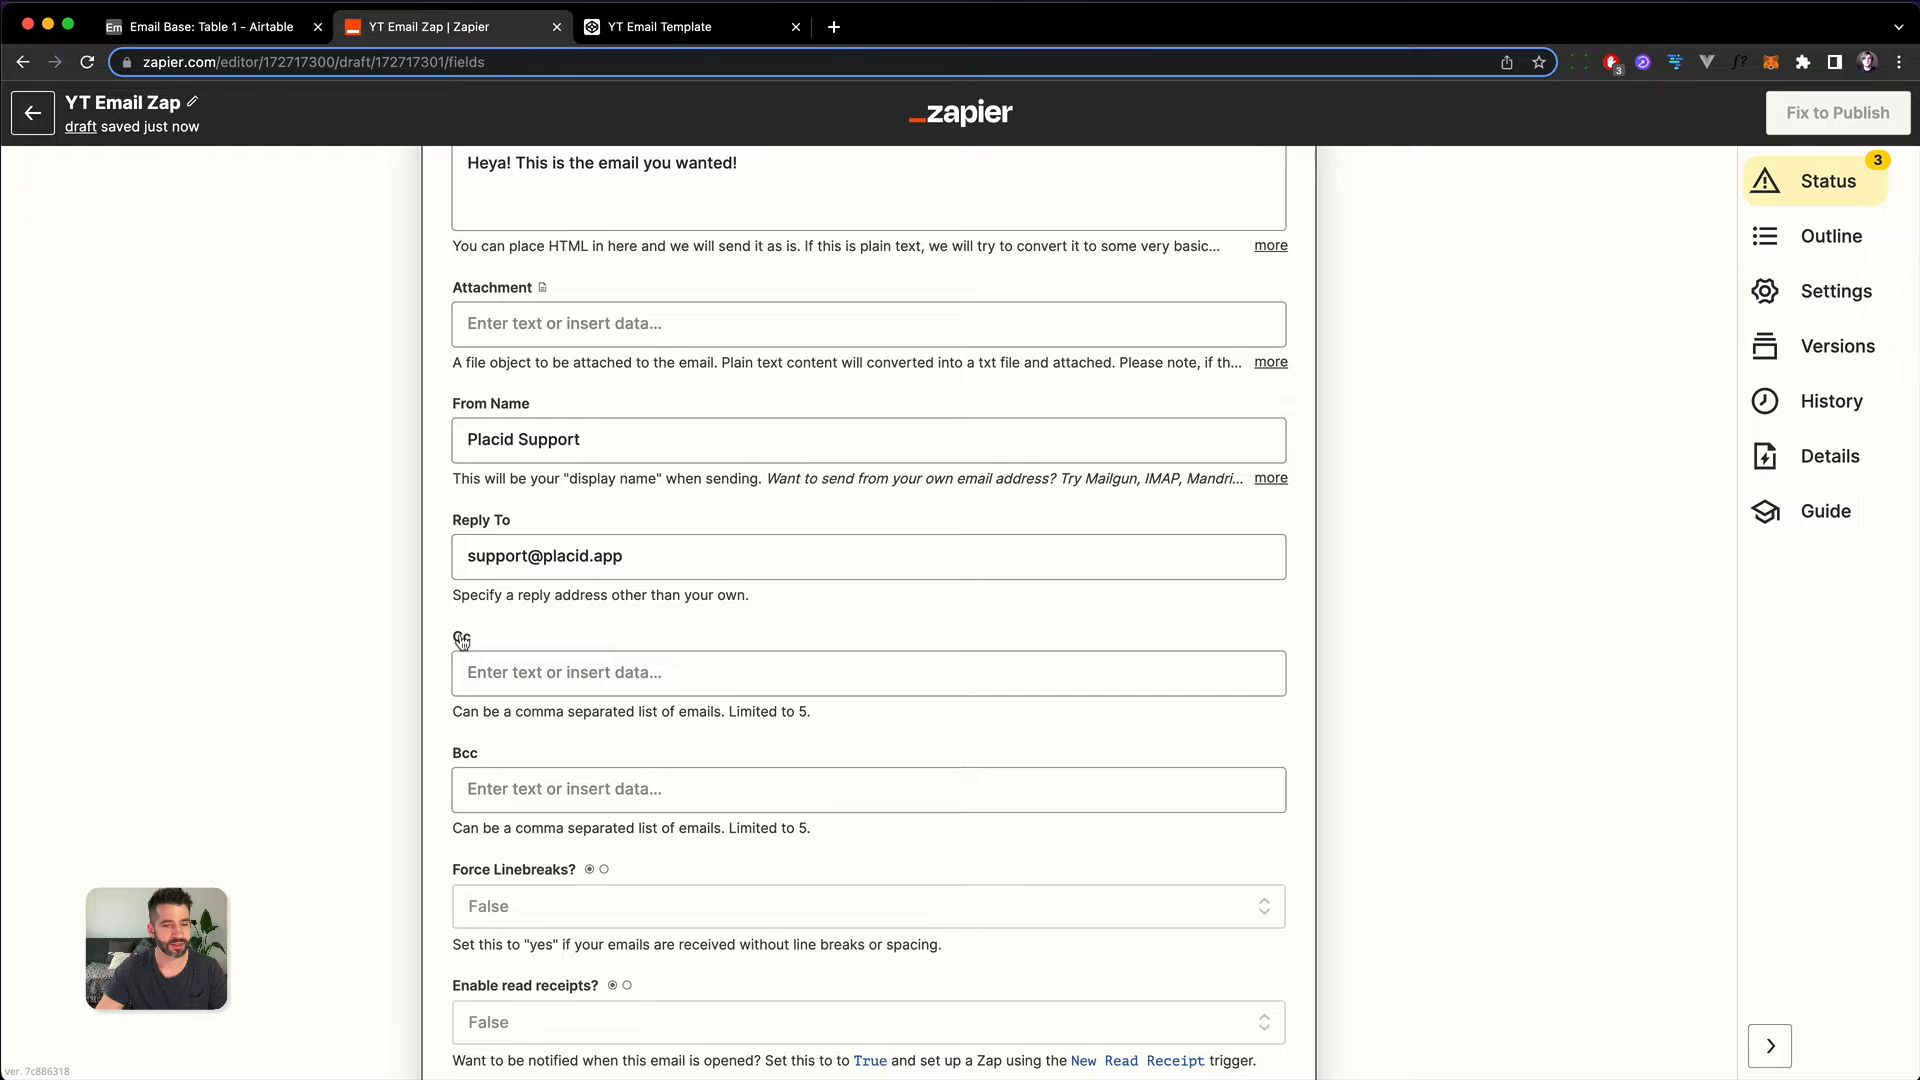 Em Email Base: Table 1 - Airtable
YT Email Zap | Zapier
YT Email Template
zapier.com/editor/172717300/draft/172717301/fields
3
f?
YT Email Zap
draft saved just now
_zapier
Fix to Publish
Heya! This is the email you wanted!
You can place HTML in here and we will send it as is. If this is plain text, we will try to convert it to some very basic... more
Attachment
Enter text or insert data...
A file object to be attached to the email. Plain text content will converted into a txt file and attached. Please note, if th... more
From Name
Placid Support
This will be your "display name" when sending. Want to send from your own email address? Try Mailgun, IMAP, Mandri... more
Reply To
support@placid.app
Specify a reply address other than your own.
Cc
Enter text or insert data...
Can be a comma separated list of emails. Limited to 5.
Bcc
Enter text or insert data...
Can be a comma separated list of emails. Limited to 5.
Force Linebreaks?
False
Set this to "yes" if your emails are received without line breaks or spacing.
Enable read receipts?
False
Want to be notified when this email is opened? Set this to to True and set up a Zap using the New Read Receipt trigger.
3
Status
Outline
Settings
Versions
History
Details
Guide
ver. 7c886318